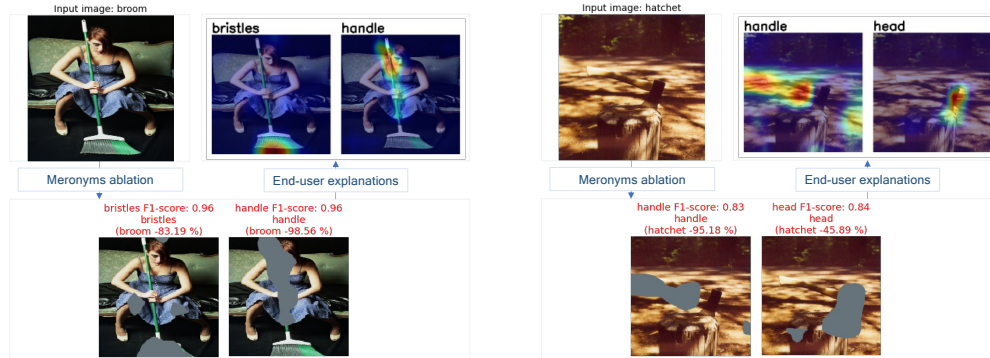 Input image: broom
bristles
handle
Meronyms ablation
End-user explanations
bristles F1-score: 0.96
bristles
(broom -83.19 %)
handle F1-score: 0.96
handle
(broom -98.56 %)
Input image: hatchet
handle
head
Meronyms ablation
End-user explanations
handle F1-score: 0.83
handle
(hatchet -95.18 %)
head F1-score: 0.84
head
(hatchet -45.89 %)